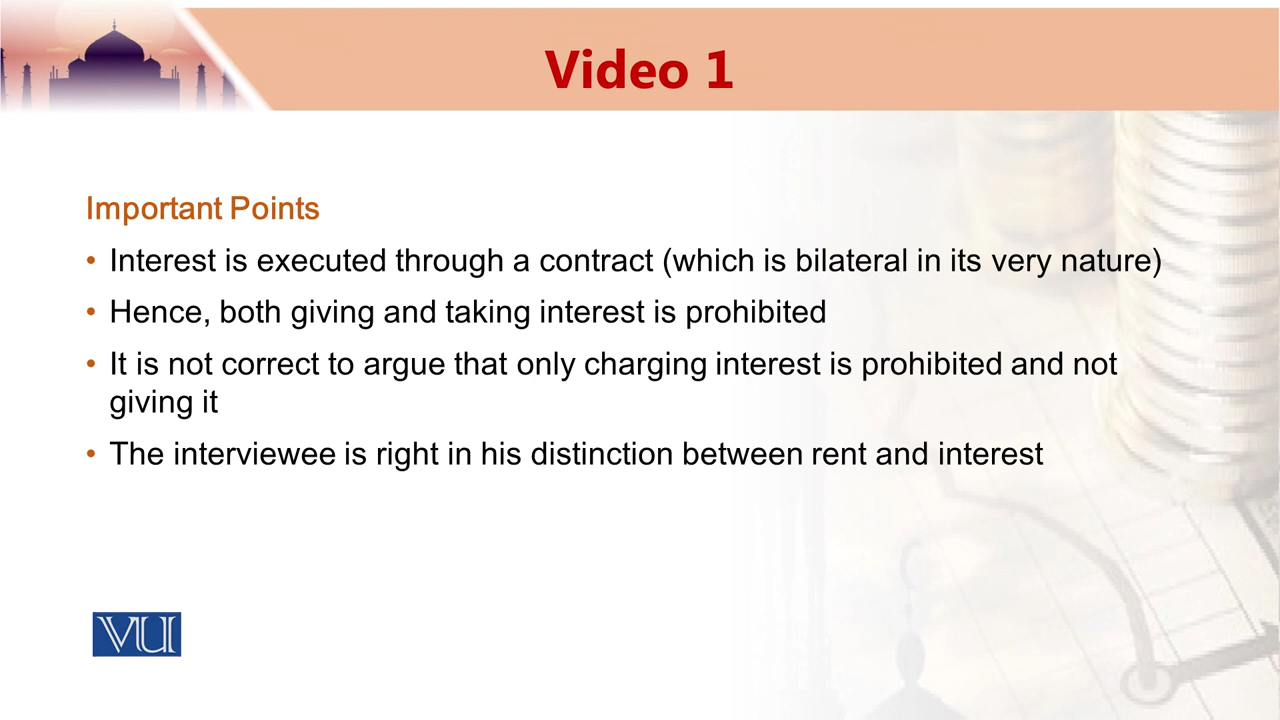 Video 1
Important Points
• Interest is executed through a contract (which is bilateral in its very nature)
• Hence, both giving and taking interest is prohibited
• It is not correct to argue that only charging interest is prohibited and not
giving it
• The interviewee is right in his distinction between rent and interest
VU